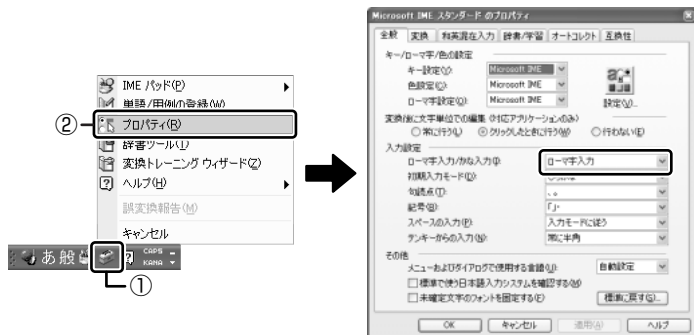 IME パッド(P)
単語/用例の登録(W)
② プロパティ(R)
辞書ツール(T)
変換トレーニング ウィザード(Z)
ヘルプ(H)
誤変換報告(M)
キャンセル
あ 般 CAPS KANA
①
Microsoft IME スタンダード のプロパティ
全般 変換 和英混在入力 辞書/学習 オートコレクト 互換性
キー/ローマ字/色の設定
キー設定(Y): Microsoft IME
色設定(C): Microsoft IME
ローマ字設定(Q): Microsoft IME 設定(V)...
変換後に文字単位での編集 (対応アプリケーションのみ)
常に行う(L) クリックしたときに行う(W) 行わない(E)
入力設定
ローマ字入力/かな入力(J): ローマ字入力
初期入力モード(D):
句読点(T): 、。
記号(B): 「」・
スペースの入力(P): 入力モードに従う
テンキーからの入力(N): 常に半角
その他
メニューおよびダイアログで使用する言語(U): 自動設定
標準で使う日本語入力システムを確認する(M)
未確定文字のフォントを固定する(F) 標準に戻す(S)...
OK キャンセル 適用(A) ヘルプ